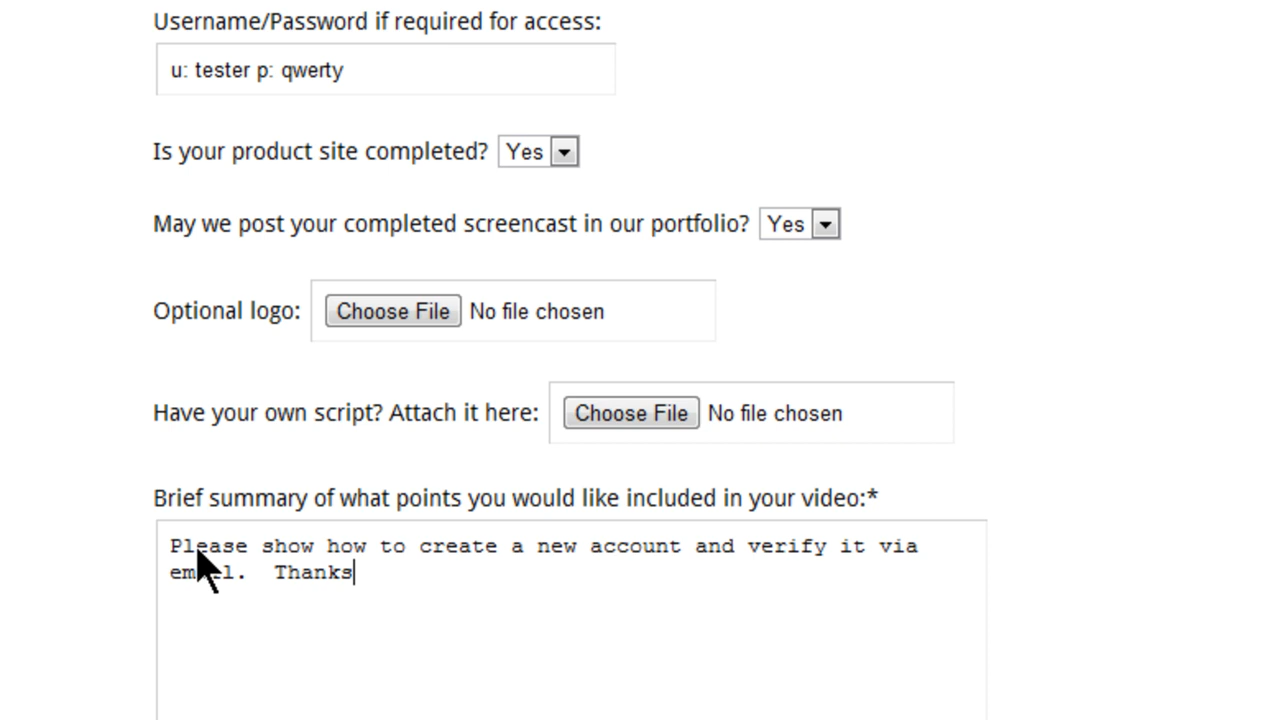 Username/Password if required for access:
u: tester p: qwerty
Is your product site completed? Yes
May we post your completed screencast in our portfolio? Yes
Optional logo: Choose File No file chosen
Have your own script? Attach it here: Choose File No file chosen
Brief summary of what points you would like included in your video:*
Please show how to create a new account and verify it via
email.  Thanks